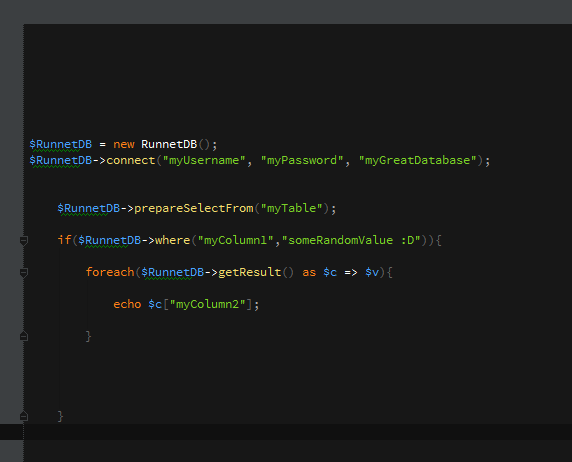 $RunnetDB = new RunnetDB();
$RunnetDB->connect("myUsername", "myPassword", "myGreatDatabase");
$RunnetDB->prepareSelectFrom("myTable");
if($RunnetDB->where("myColumn1","someRandomValue :D")){
foreach($RunnetDB->getResult() as $c => $v){
echo $c["myColumn2"];
}
}